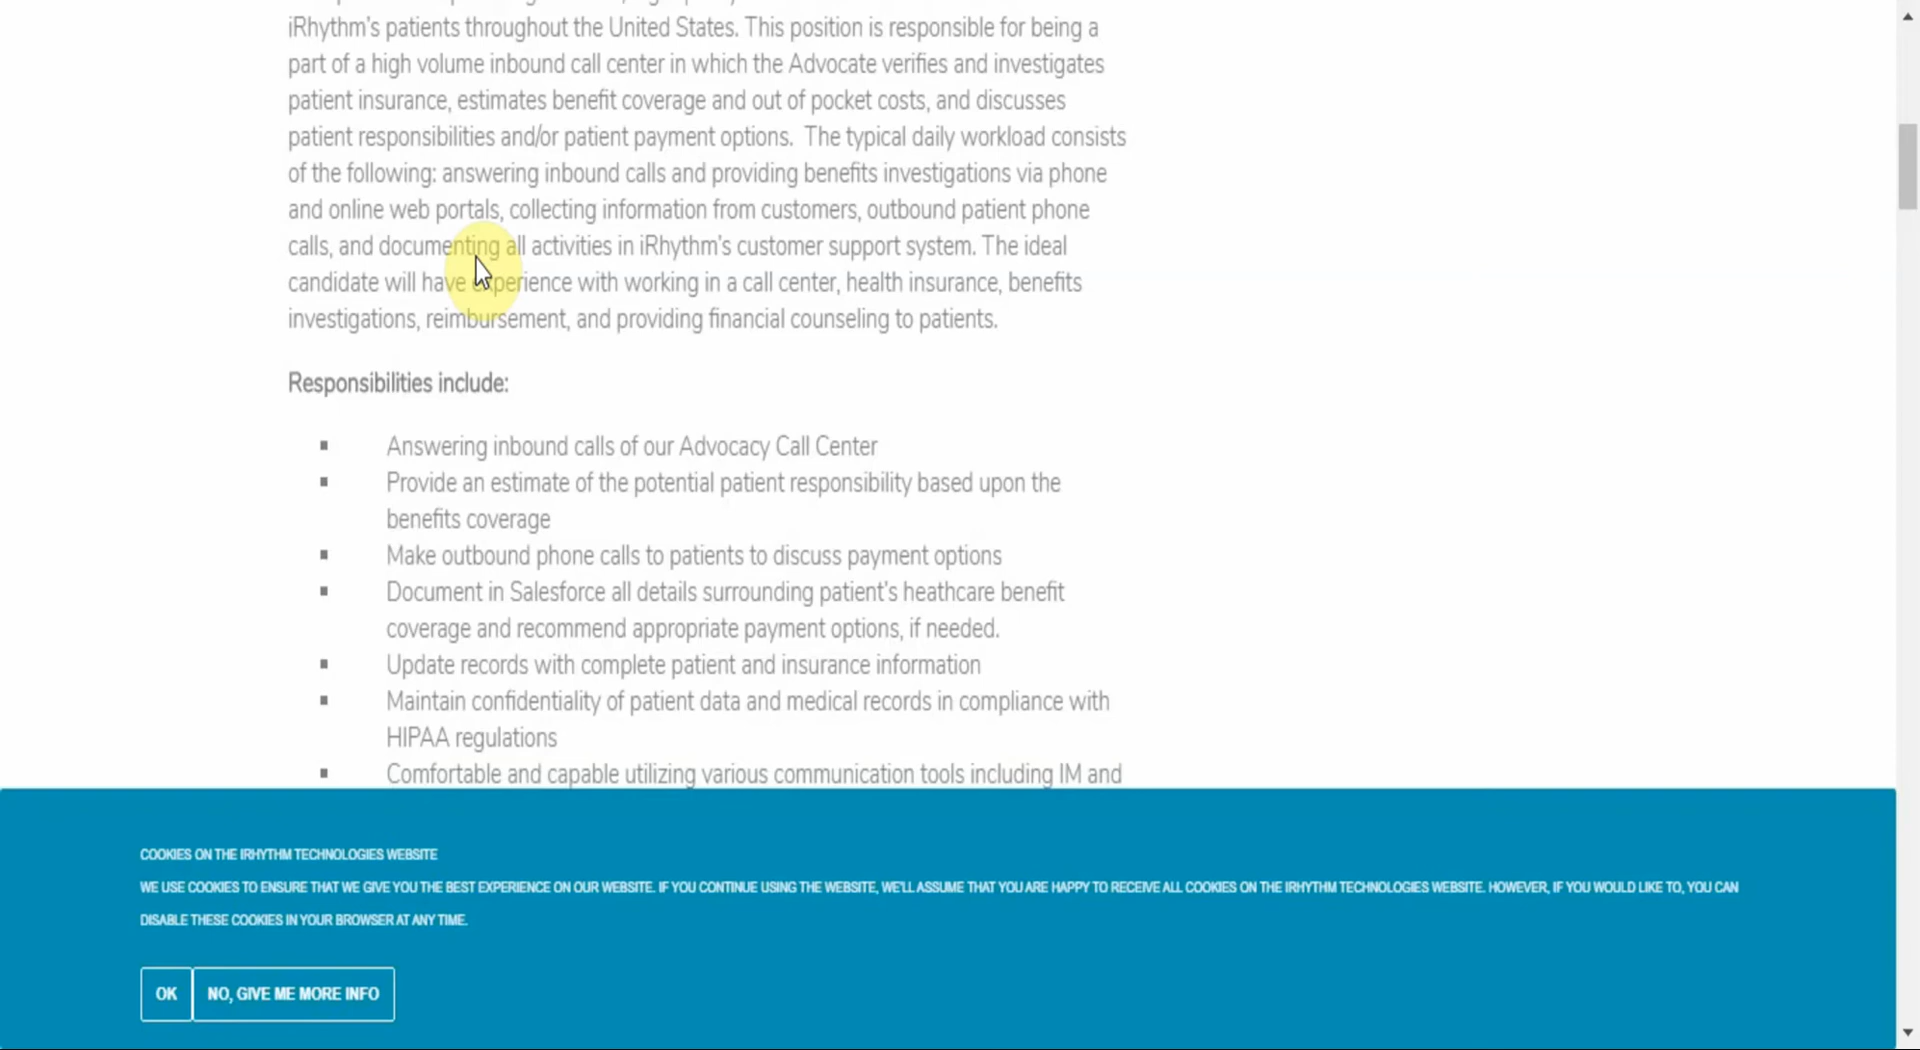 iRhythm's patients throughout the United States. This position is responsible for being a
part of a high volume inbound call center in which the Advocate verifies and investigates
patient insurance, estimates benefit coverage and out of pocket costs, and discusses
patient responsibilities and/or patient payment options.  The typical daily workload consists
of the following: answering inbound calls and providing benefits investigations via phone
and online web portals, collecting information from customers, outbound patient phone
calls, and documenting all activities in iRhythm's customer support system. The ideal
candidate will have experience with working in a call center, health insurance, benefits
investigations, reimbursement, and providing financial counseling to patients.
Responsibilities include:
▪ Answering inbound calls of our Advocacy Call Center
▪ Provide an estimate of the potential patient responsibility based upon the
benefits coverage
▪ Make outbound phone calls to patients to discuss payment options
▪ Document in Salesforce all details surrounding patient's heathcare benefit
coverage and recommend appropriate payment options, if needed.
▪ Update records with complete patient and insurance information
▪ Maintain confidentiality of patient data and medical records in compliance with
HIPAA regulations
▪ Comfortable and capable utilizing various communication tools including IM and
COOKIES ON THE IRHYTHM TECHNOLOGIES WEBSITE
WE USE COOKIES TO ENSURE THAT WE GIVE YOU THE BEST EXPERIENCE ON OUR WEBSITE. IF YOU CONTINUE USING THE WEBSITE, WE'LL ASSUME THAT YOU ARE HAPPY TO RECEIVE ALL COOKIES ON THE IRHYTHM TECHNOLOGIES WEBSITE. HOWEVER, IF YOU WOULD LIKE TO, YOU CAN
DISABLE THESE COOKIES IN YOUR BROWSER AT ANY TIME.
OK
NO, GIVE ME MORE INFO